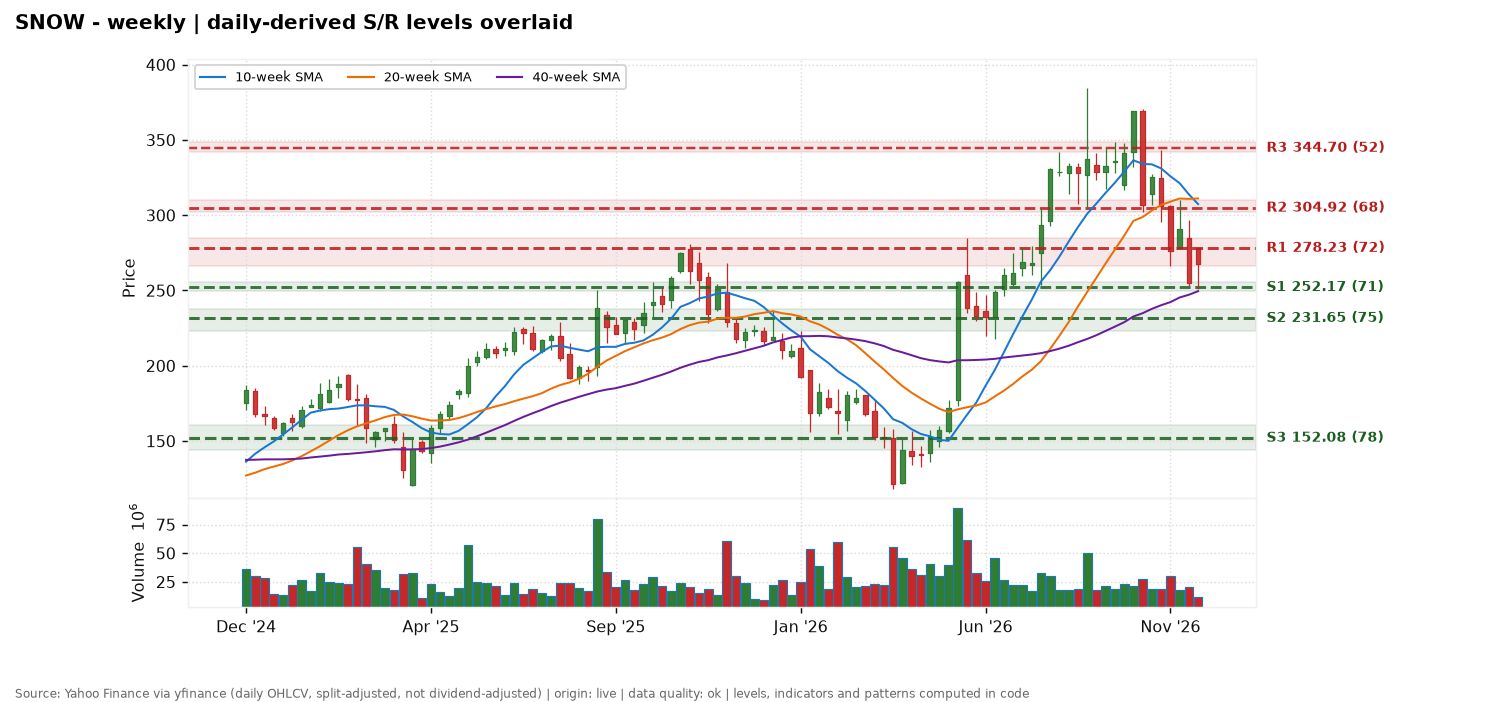 SNOW - weekly | daily-derived S/R levels overlaid
10-week SMA
20-week SMA
40-week SMA
400
350
300
250
200
150
Price
R3 344.70 (52)
R2 304.92 (68)
R1 278.23 (72)
S1 252.17 (71)
S2 231.65 (75)
S3 152.08 (78)
75
50
25
Volume 10⁶
Dec '24
Apr '25
Sep '25
Jan '26
Jun '26
Nov '26
Source: Yahoo Finance via yfinance (daily OHLCV, split-adjusted, not dividend-adjusted) | origin: live | data quality: ok | levels, indicators and patterns computed in code